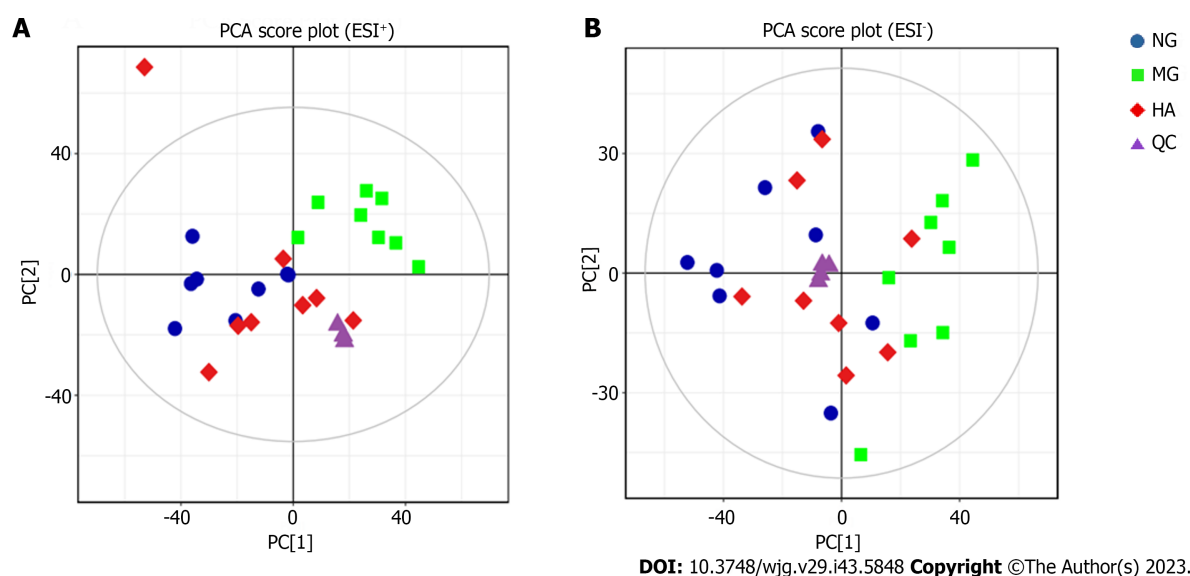 A
PCA score plot (ESI⁺)
PC[2]
40
0
-40
-40
0
40
PC[1]
B
PCA score plot (ESI⁻)
PC[2]
30
0
-30
-40
0
40
PC[1]
NG
MG
HA
QC
DOI: 10.3748/wjg.v29.i43.5848 Copyright ©The Author(s) 2023.